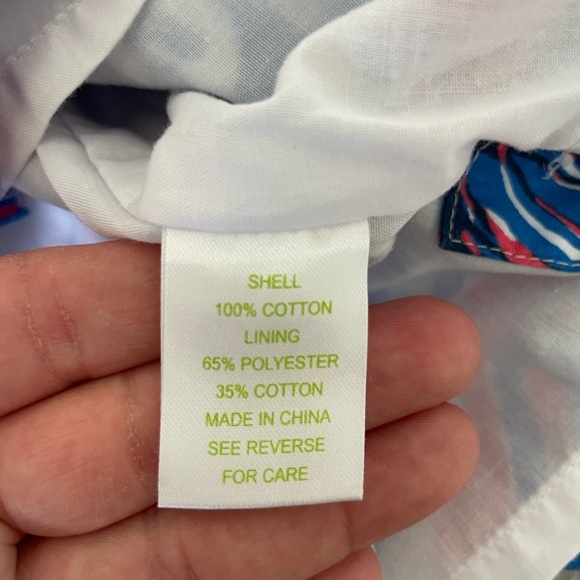 SHELL
100% COTTON
LINING
65% POLYESTER
35% COTTON
MADE IN CHINA
SEE REVERSE
FOR CARE